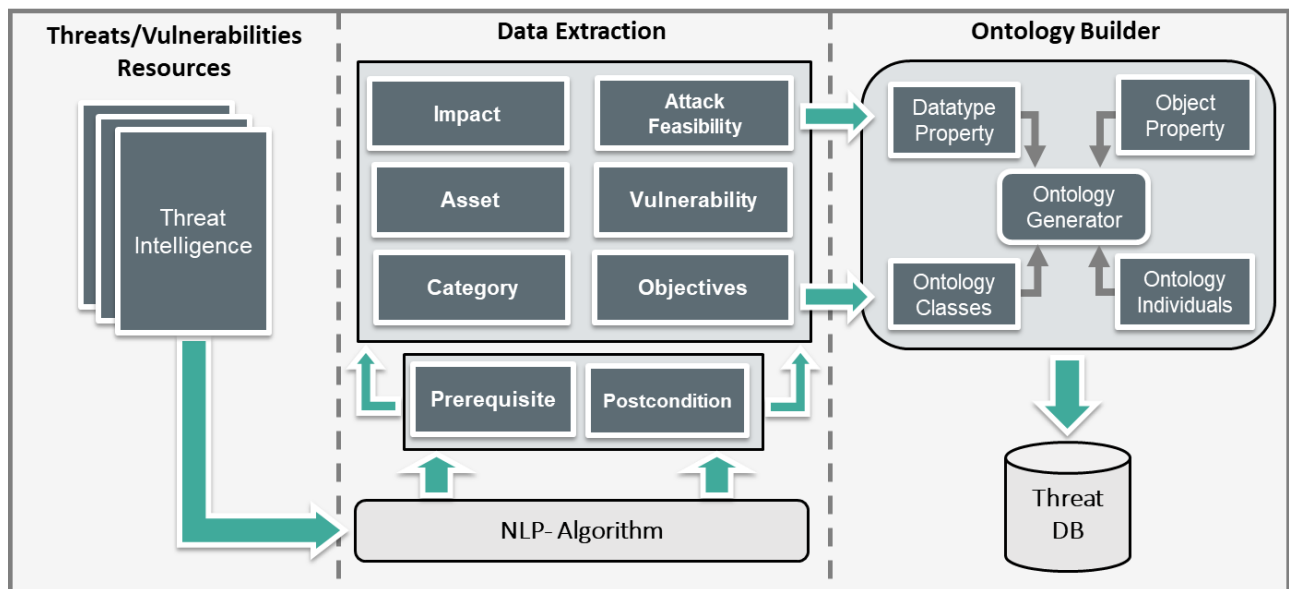 Threats/Vulnerabilities
Resources
Threat
Intelligence
Data Extraction
Impact
Attack
Feasibility
Asset
Vulnerability
Category
Objectives
Prerequisite
Postcondition
NLP- Algorithm
Ontology Builder
Datatype
Property
Object
Property
Ontology
Generator
Ontology
Classes
Ontology
Individuals
Threat
DB